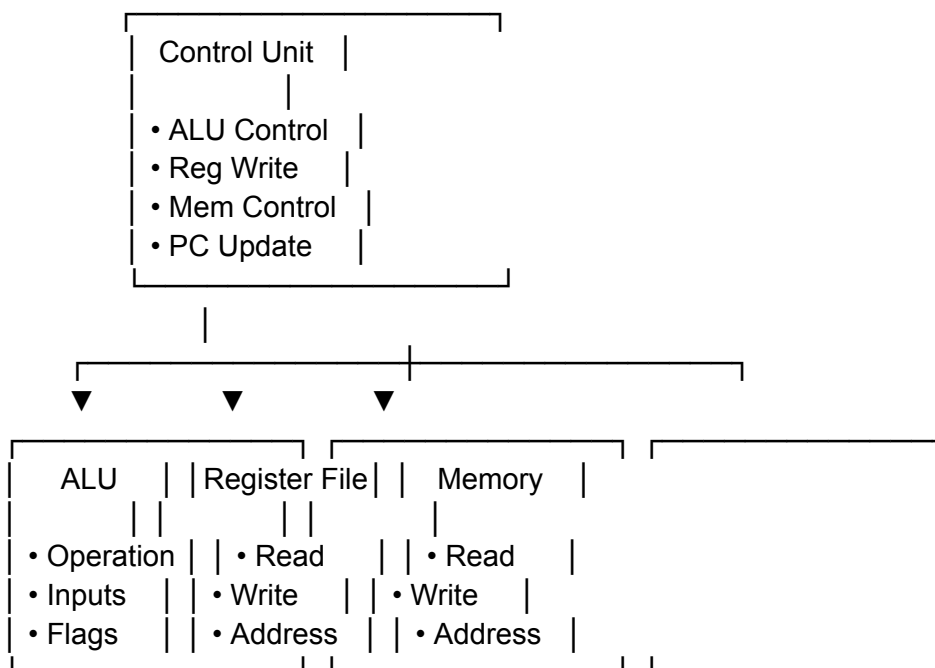 Control Unit
• ALU Control
• Reg Write
• Mem Control
• PC Update
ALU Register File Memory
• Operation • Read • Read
• Inputs • Write • Write
• Flags • Address • Address